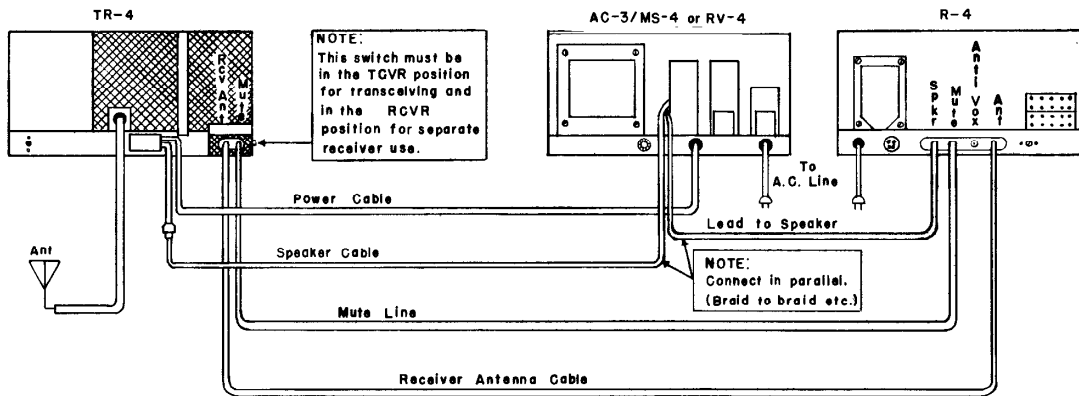 TR-4
AC-3/MS-4 or RV-4
R-4
Rcv Ant
Mute
NOTE:
This switch must be
in the TCVR position
for transceiving and
in the RCVR
position for separate
receiver use.
Spkr
Mute
Anti Vox
Ant
To
A.C. Line
Power Cable
Lead to Speaker
Ant
Speaker Cable
NOTE:
Connect in parallel.
(Braid to braid etc.)
Mute Line
Receiver Antenna Cable